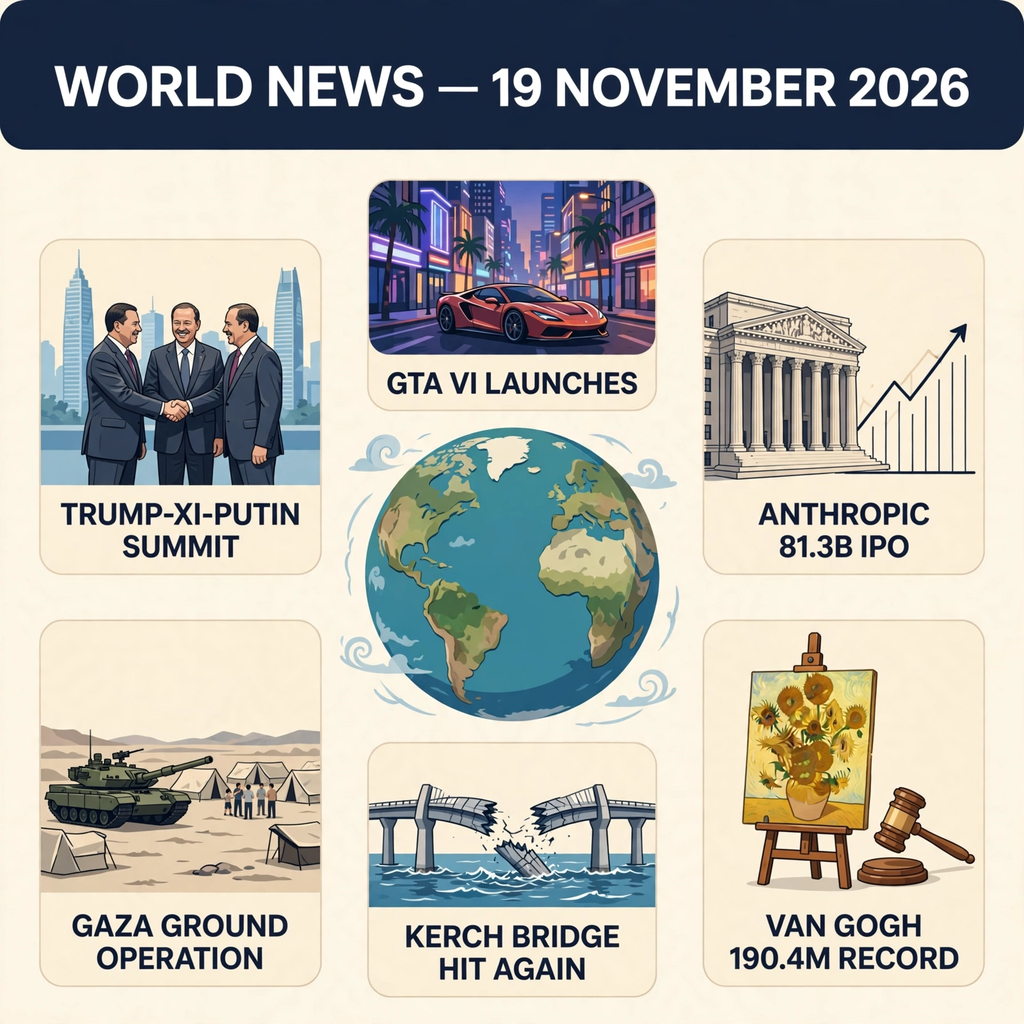 WORLD NEWS — 19 NOVEMBER 2026
GTA VI LAUNCHES
TRUMP-XI-PUTIN
SUMMIT
ANTHROPIC
81.3B IPO
GAZA GROUND
OPERATION
KERCH BRIDGE
HIT AGAIN
VAN GOGH
190.4M RECORD